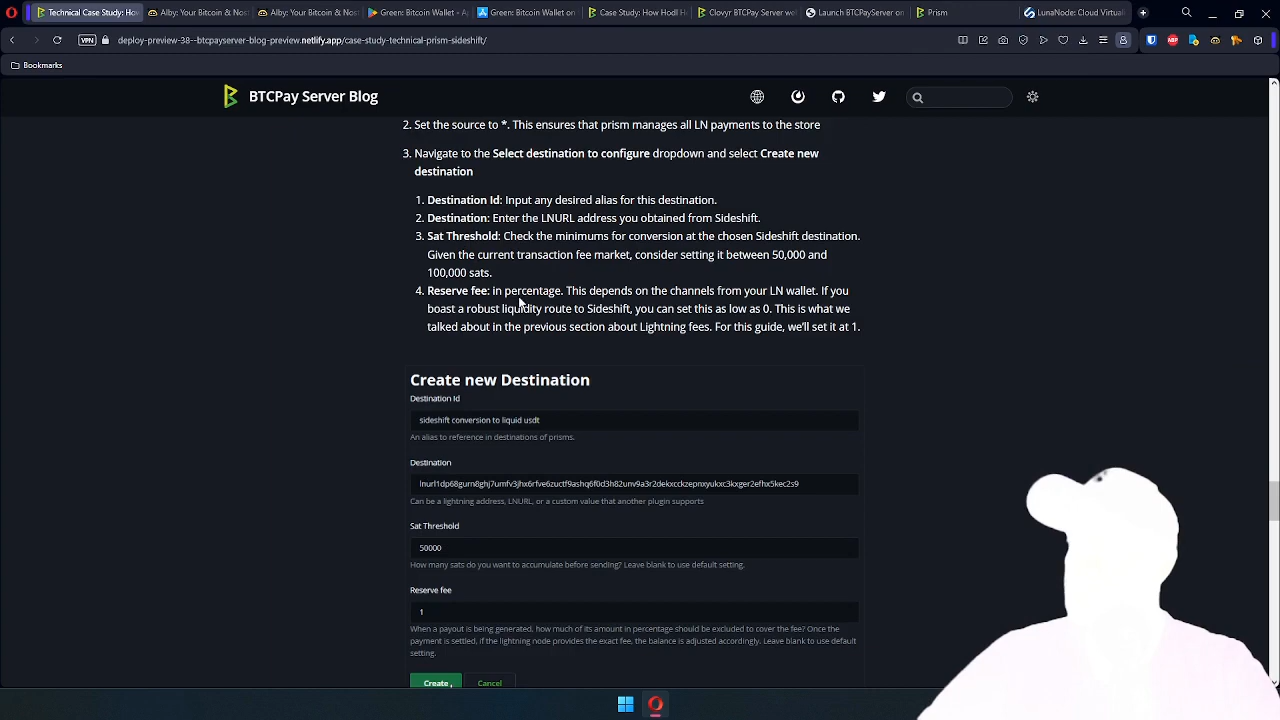 Technical Case Study: Ho
Alby: Your Bitcoin & Nost
Alby: Your Bitcoin & Nost
Green: Bitcoin Wallet - Ap
Green: Bitcoin Wallet on
Case Study: How Hodl H
Clovyr BTCPay Server we
Launch BTCPayServer on
Prism
LunaNode: Cloud Virtual
VPN
deploy-preview-38--btcpayserver-blog-preview.netlify.app/case-study-technical-prism-sideshift/
ABP
Bookmarks
BTCPay Server Blog
2. Set the source to *. This ensures that prism manages all LN payments to the store
3. Navigate to the Select destination to configure dropdown and select Create new
destination
1. Destination Id: Input any desired alias for this destination.
2. Destination: Enter the LNURL address you obtained from Sideshift.
3. Sat Threshold: Check the minimums for conversion at the chosen Sideshift destination.
Given the current transaction fee market, consider setting it between 50,000 and
100,000 sats.
4. Reserve fee: in percentage. This depends on the channels from your LN wallet. If you
boast a robust liquidity route to Sideshift, you can set this as low as 0. This is what we
talked about in the previous section about Lightning fees. For this guide, we'll set it at 1.
Create new Destination
Destination Id
sideshift conversion to liquid usdt
An alias to reference in destinations of prisms.
Destination
lnurl1dp68gurn8ghj7umfv3jhx6rfve6zuctf9ashq6f0d3h82unv9a3r2dekxcckzepnxyukxc3kxger2efhx5kec2s9
Can be a lightning address, LNURL, or a custom value that another plugin supports
Sat Threshold
50000
How many sats do you want to accumulate before sending? Leave blank to use default setting.
Reserve fee
1
When a payout is being generated, how much of its amount in percentage should be excluded to cover the fee? Once the
payment is settled, if the lightning node provides the exact fee, the balance is adjusted accordingly. Leave blank to use default
setting.
Create
Cancel